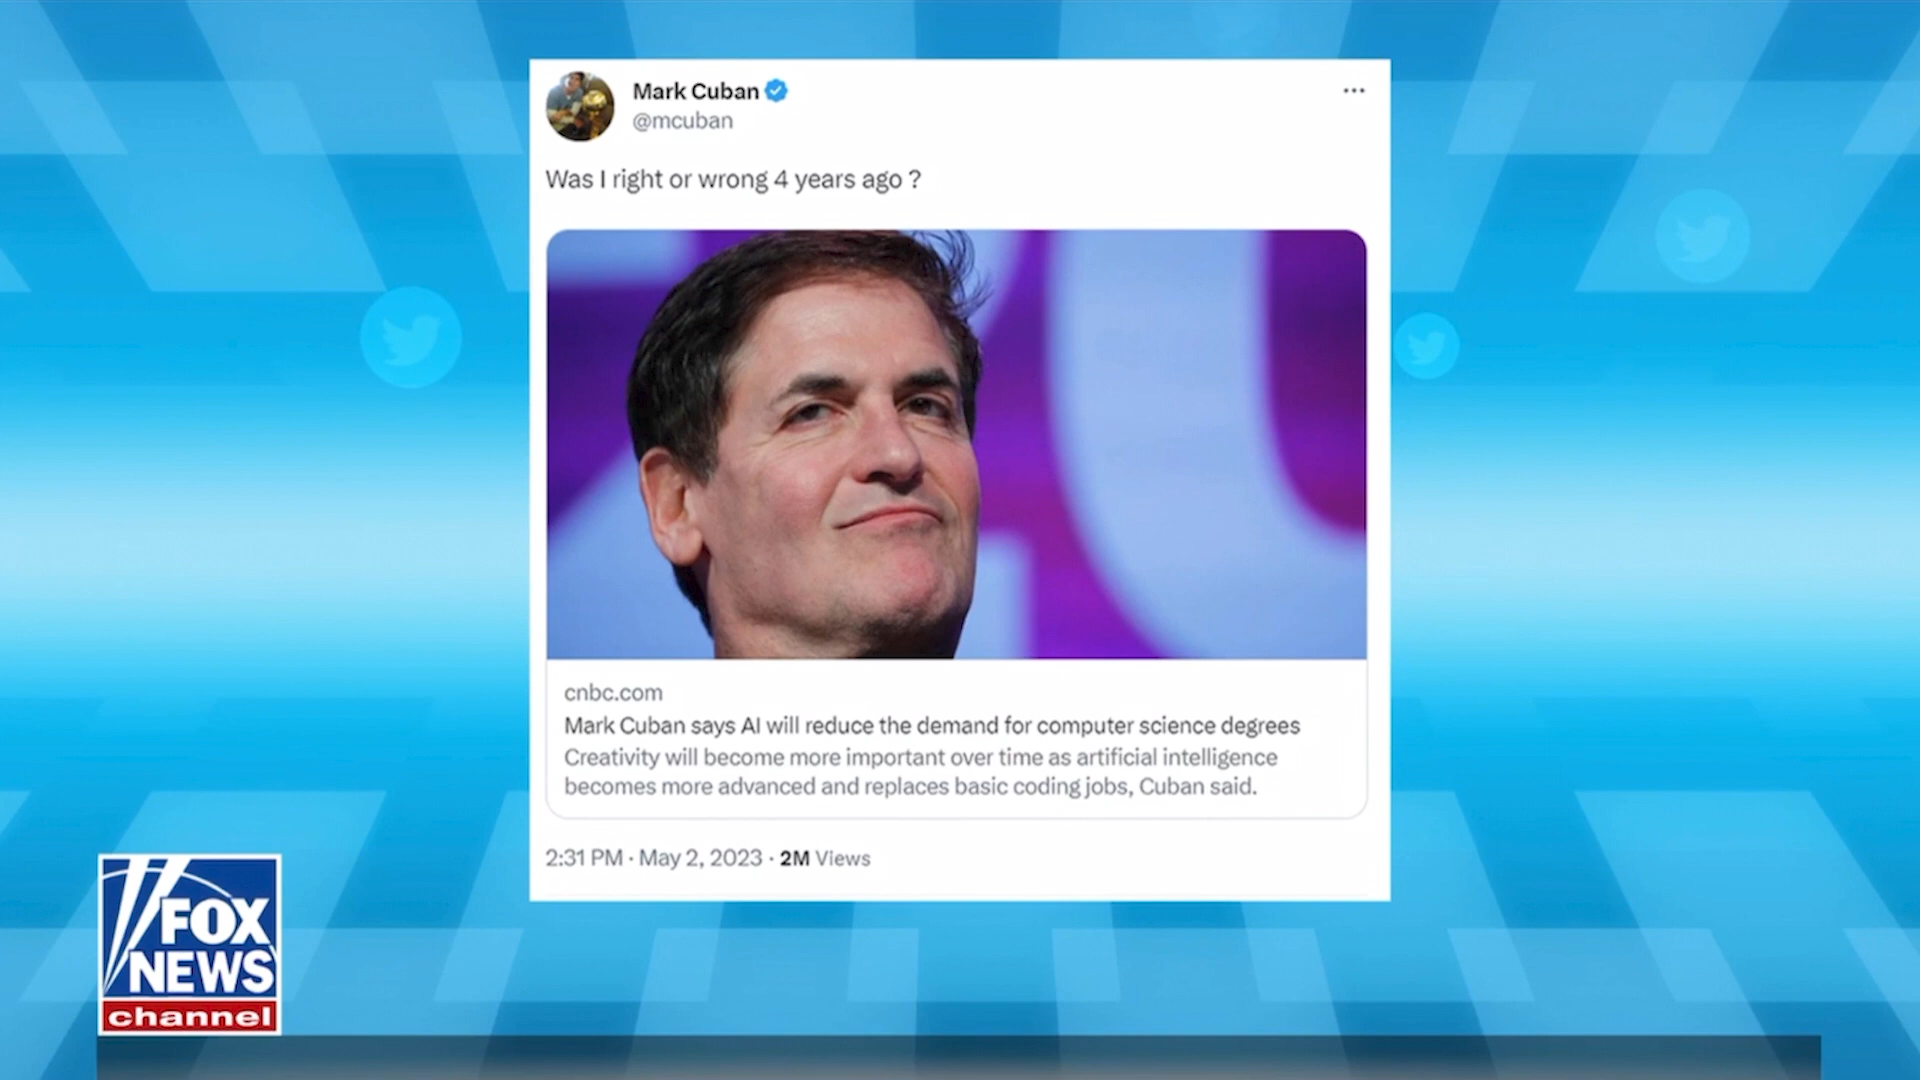 Mark Cuban
@mcuban
Was I right or wrong 4 years ago ?
cnbc.com
Mark Cuban says AI will reduce the demand for computer science degrees
Creativity will become more important over time as artificial intelligence
becomes more advanced and replaces basic coding jobs, Cuban said.
2:31 PM · May 2, 2023 · 2M Views
FOX
NEWS
channel